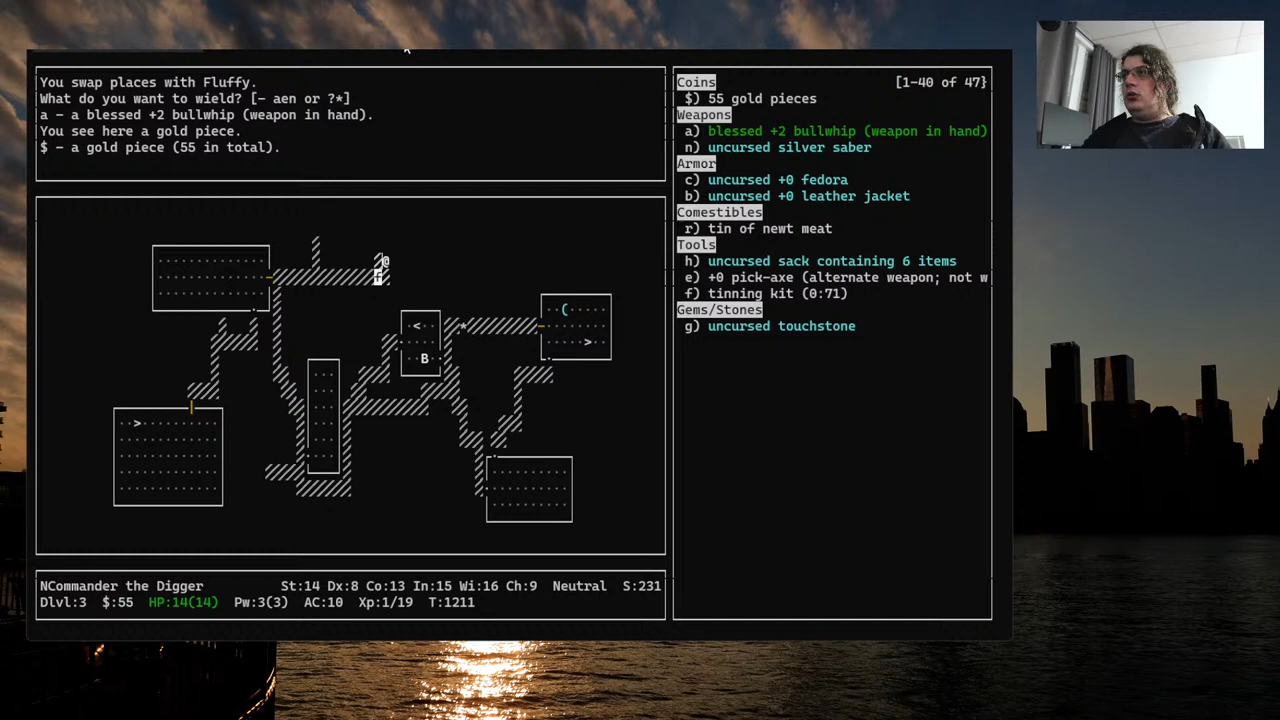 You swap places with Fluffy.
What do you want to wield? [- aen or ?*]
a - a blessed +2 bullwhip (weapon in hand).
You see here a gold piece.
$ - a gold piece (55 in total).
Coins [1-40 of 47}
$) 55 gold pieces
Weapons
a) blessed +2 bullwhip (weapon in hand)
n) uncursed silver saber
Armor
c) uncursed +0 fedora
b) uncursed +0 leather jacket
Comestibles
r) tin of newt meat
Tools
h) uncursed sack containing 6 items
e) +0 pick-axe (alternate weapon; not w
f) tinning kit (0:71)
Gems/Stones
g) uncursed touchstone
@
f
(
<
*
>
B
>
NCommander the Digger St:14 Dx:8 Co:13 In:15 Wi:16 Ch:9 Neutral S:231
Dlvl:3 $:55 HP:14(14) Pw:3(3) AC:10 Xp:1/19 T:1211